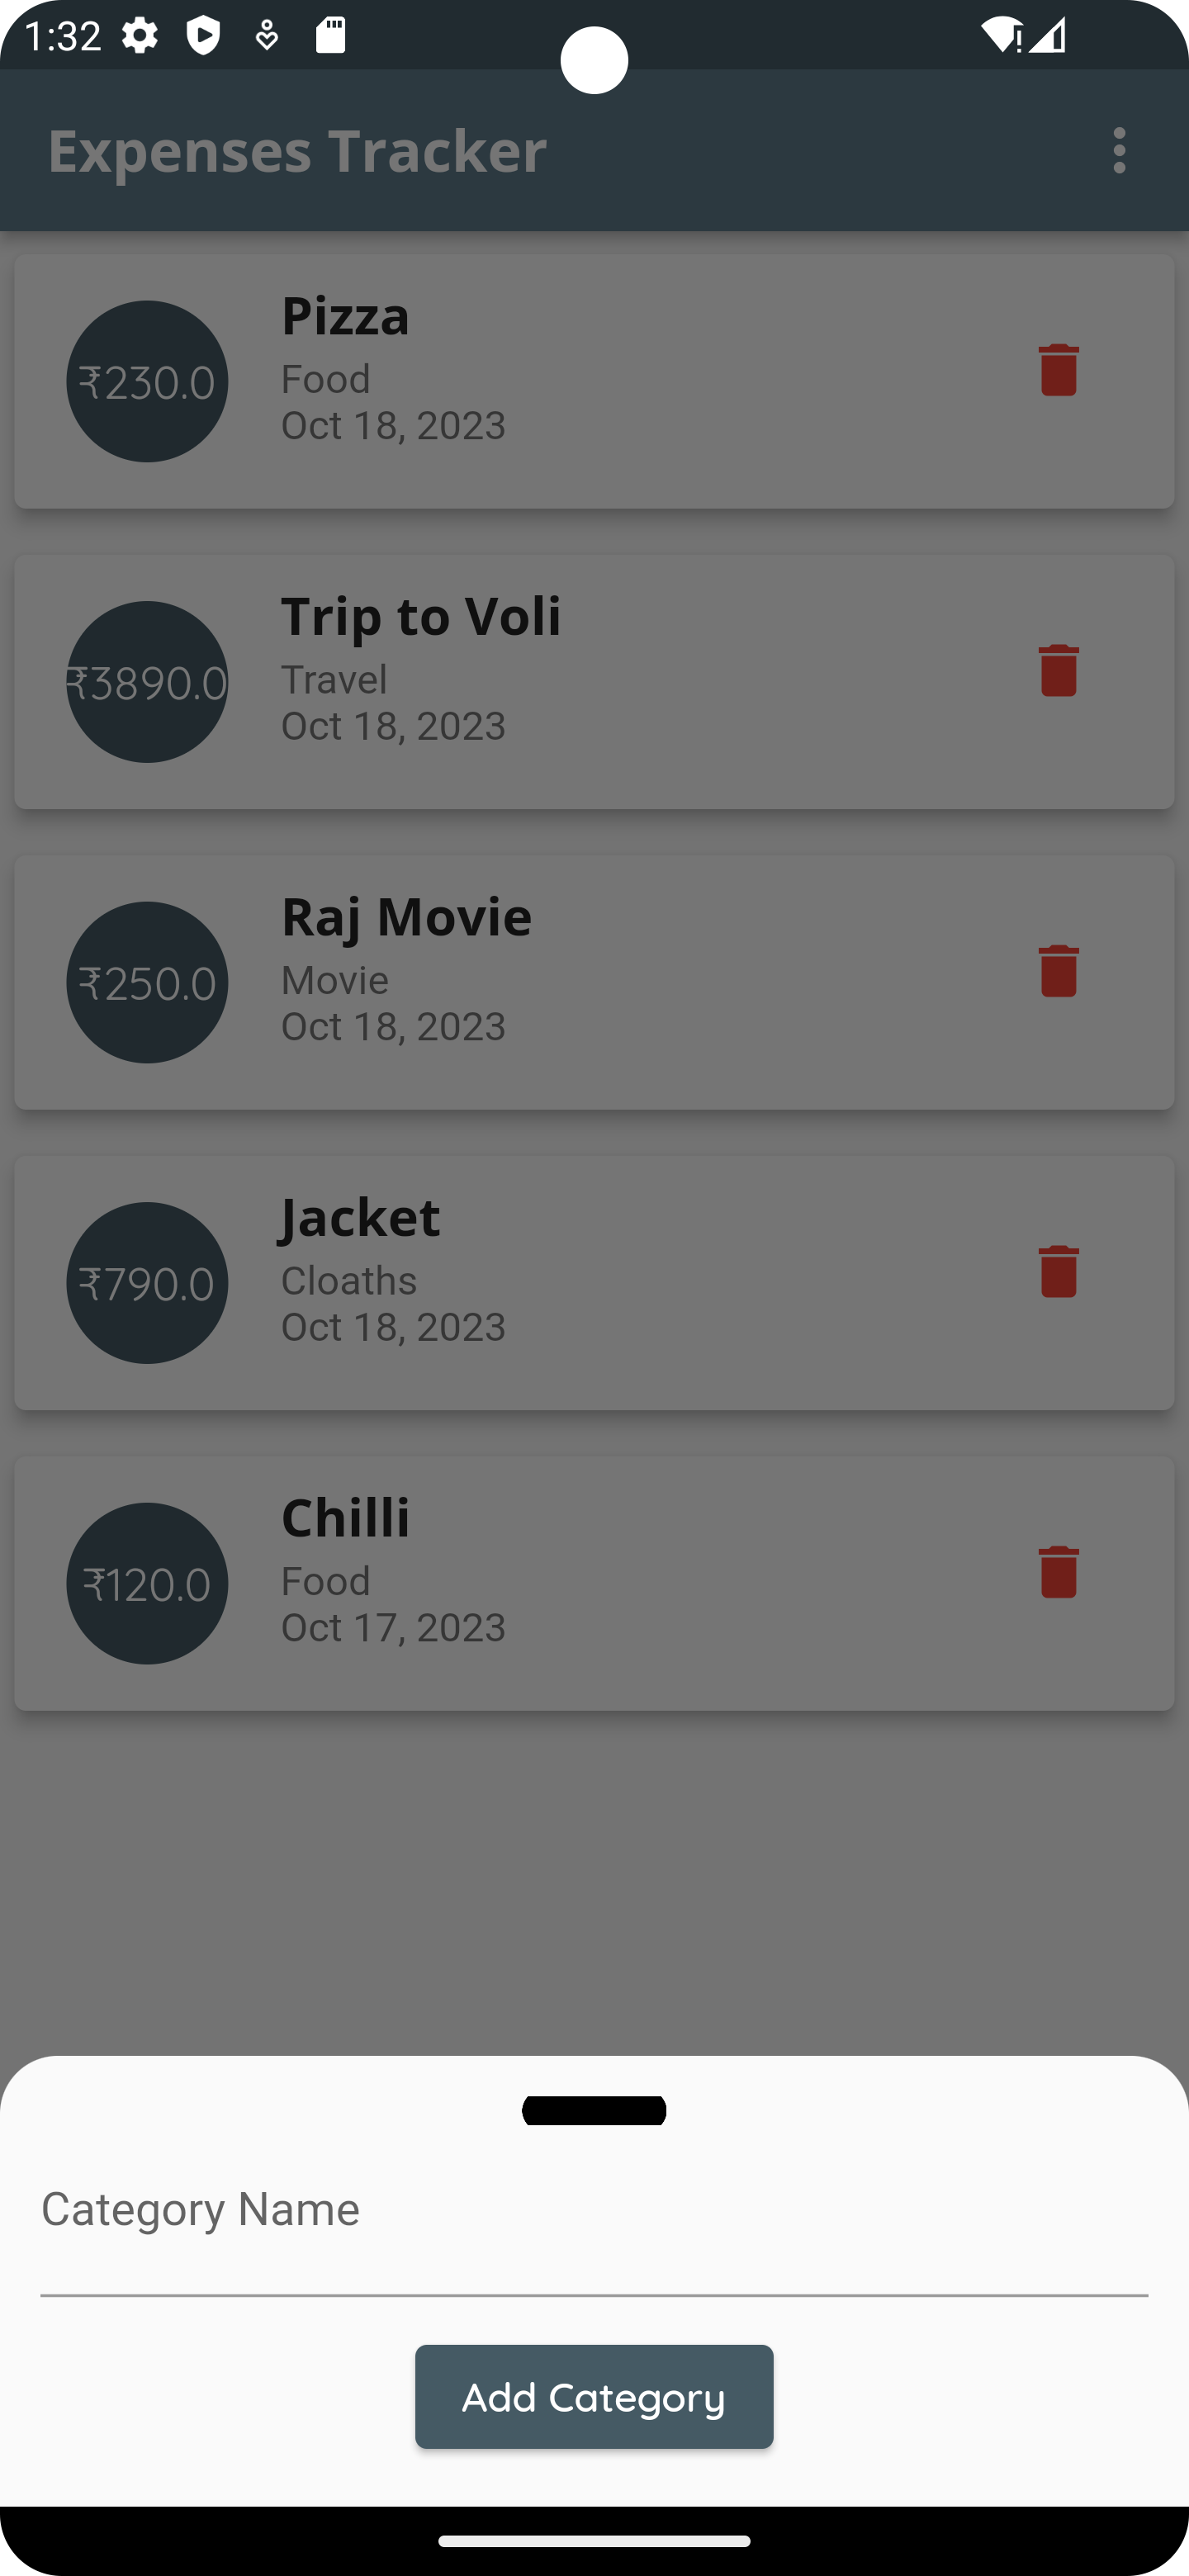 1:32
Expenses Tracker
Pizza
₹230.0
Food
Oct 18, 2023
Trip to Voli
₹3890.0
Travel
Oct 18, 2023
Raj Movie
₹250.0
Movie
Oct 18, 2023
Jacket
₹790.0
Cloaths
Oct 18, 2023
Chilli
₹120.0
Food
Oct 17, 2023
Category Name
Add Category